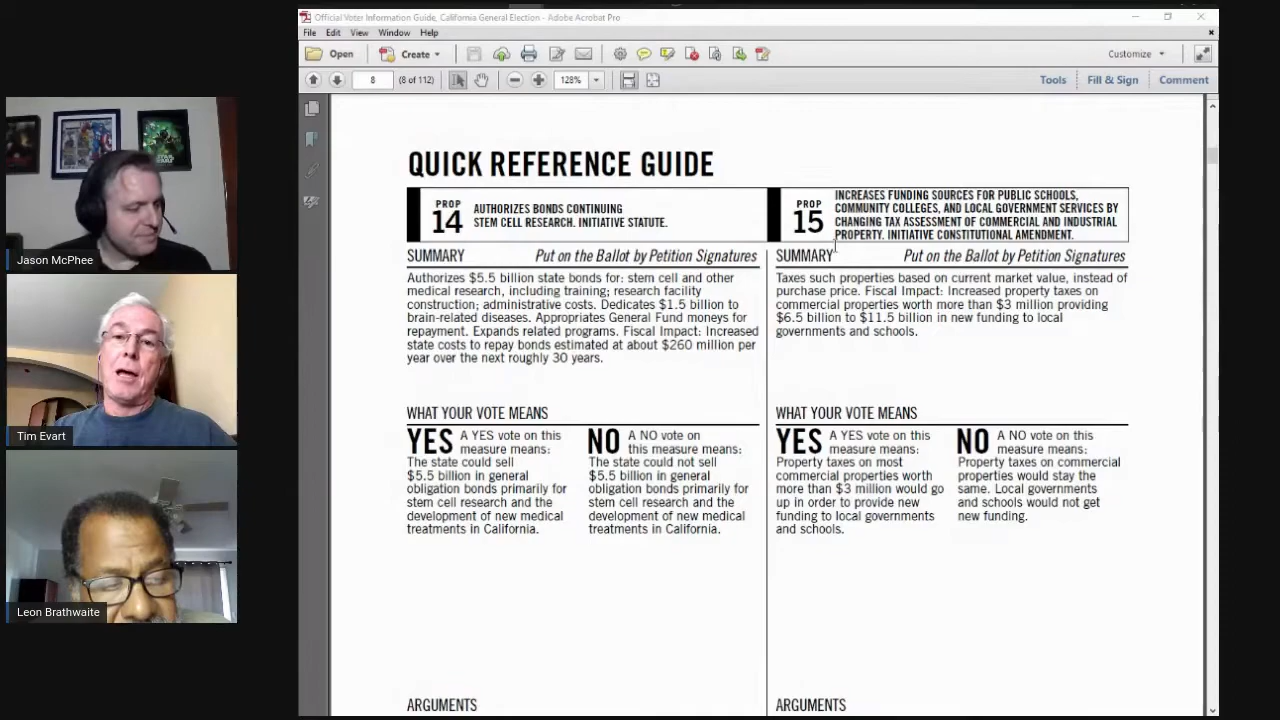 Official Voter Information Guide, California General Election - Adobe Acrobat Pro
File Edit View Window Help
Open Create Customize
8 (8 of 112) 128% Tools Fill & Sign Comment
QUICK REFERENCE GUIDE
PROP
14
AUTHORIZES BONDS CONTINUING
STEM CELL RESEARCH. INITIATIVE STATUTE.
SUMMARY Put on the Ballot by Petition Signatures
Authorizes $5.5 billion state bonds for: stem cell and other
medical research, including training; research facility
construction; administrative costs. Dedicates $1.5 billion to
brain-related diseases. Appropriates General Fund moneys for
repayment. Expands related programs. Fiscal Impact: Increased
state costs to repay bonds estimated at about $260 million per
year over the next roughly 30 years.
WHAT YOUR VOTE MEANS
YES A YES vote on this
measure means:
The state could sell
$5.5 billion in general
obligation bonds primarily for
stem cell research and the
development of new medical
treatments in California.
NO A NO vote on
this measure means:
The state could not sell
$5.5 billion in general
obligation bonds primarily for
stem cell research and the
development of new medical
treatments in California.
ARGUMENTS
PROP
15
INCREASES FUNDING SOURCES FOR PUBLIC SCHOOLS,
COMMUNITY COLLEGES, AND LOCAL GOVERNMENT SERVICES BY
CHANGING TAX ASSESSMENT OF COMMERCIAL AND INDUSTRIAL
PROPERTY. INITIATIVE CONSTITUTIONAL AMENDMENT.
SUMMARY Put on the Ballot by Petition Signatures
Taxes such properties based on current market value, instead of
purchase price. Fiscal Impact: Increased property taxes on
commercial properties worth more than $3 million providing
$6.5 billion to $11.5 billion in new funding to local
governments and schools.
WHAT YOUR VOTE MEANS
YES A YES vote on this
measure means:
Property taxes on most
commercial properties worth
more than $3 million would go
up in order to provide new
funding to local governments
and schools.
NO A NO vote on this
measure means:
Property taxes on commercial
properties would stay the
same. Local governments
and schools would not get
new funding.
ARGUMENTS
Jason McPhee
Tim Evart
Leon Brathwaite